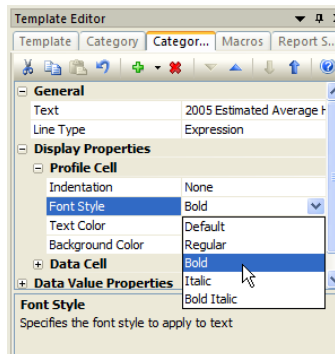 Template Editor
Template Category Categor... Macros Report S...
General
Text 2005 Estimated Average H
Line Type Expression
Display Properties
Profile Cell
Indentation None
Font Style Bold
Text Color Default
Background Color Regular
Bold
Data Cell Italic
Data Value Properties Bold Italic
Font Style
Specifies the font style to apply to text